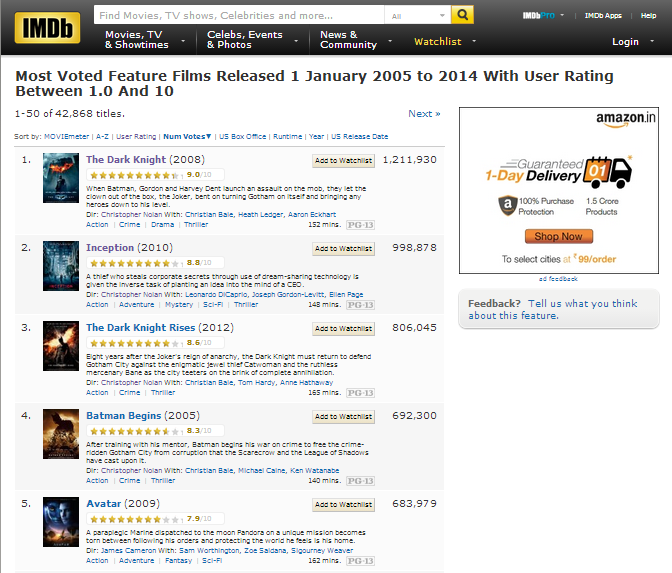 IMDb
Find Movies, TV shows, Celebrities and more...
All
IMDbPro
IMDb Apps
Help
Movies, TV
& Showtimes
Celebs, Events
& Photos
News &
Community
Watchlist
Login
Most Voted Feature Films Released 1 January 2005 to 2014 With User Rating
Between 1.0 And 10
1-50 of 42,868 titles.
Next »
Sort by: MOVIEmeter | A-Z | User Rating | Num Votes▼ | US Box Office | Runtime | Year | US Release Date
1. The Dark Knight (2008) Add to Watchlist 1,211,930
9.0/10
When Batman, Gordon and Harvey Dent launch an assault on the mob, they let the
clown out of the box, the Joker, bent on turning Gotham on itself and bringing any
heroes down to his level.
Dir: Christopher Nolan With: Christian Bale, Heath Ledger, Aaron Eckhart
Action | Crime | Drama | Thriller 152 mins. PG-13
2. Inception (2010) Add to Watchlist 998,878
8.8/10
A thief who steals corporate secrets through use of dream-sharing technology is
given the inverse task of planting an idea into the mind of a CEO.
Dir: Christopher Nolan With: Leonardo DiCaprio, Joseph Gordon-Levitt, Ellen Page
Action | Adventure | Mystery | Sci-Fi | Thriller 148 mins. PG-13
3. The Dark Knight Rises (2012) Add to Watchlist 806,045
8.6/10
Eight years after the Joker's reign of anarchy, the Dark Knight must return to defend
Gotham City against the enigmatic jewel thief Catwoman and the ruthless
mercenary Bane as the city teeters on the brink of complete annihilation.
Dir: Christopher Nolan With: Christian Bale, Tom Hardy, Anne Hathaway
Action | Crime | Thriller 165 mins. PG-13
4. Batman Begins (2005) Add to Watchlist 692,300
8.3/10
After training with his mentor, Batman begins his war on crime to free the crime-
ridden Gotham City from corruption that the Scarecrow and the League of Shadows
have cast upon it.
Dir: Christopher Nolan With: Christian Bale, Michael Caine, Ken Watanabe
Action | Crime | Thriller 140 mins. PG-13
5. Avatar (2009) Add to Watchlist 683,979
7.9/10
A paraplegic Marine dispatched to the moon Pandora on a unique mission becomes
torn between following his orders and protecting the world he feels is his home.
Dir: James Cameron With: Sam Worthington, Zoe Saldana, Sigourney Weaver
Action | Adventure | Fantasy | Sci-Fi 162 mins. PG-13
amazon.in
Guaranteed
1-Day Delivery 01
a 100% Purchase
Protection
1.5 Crore
Products
Shop Now
To select cities at ₹99/order
ad feedback
Feedback? Tell us what you think
about this feature.